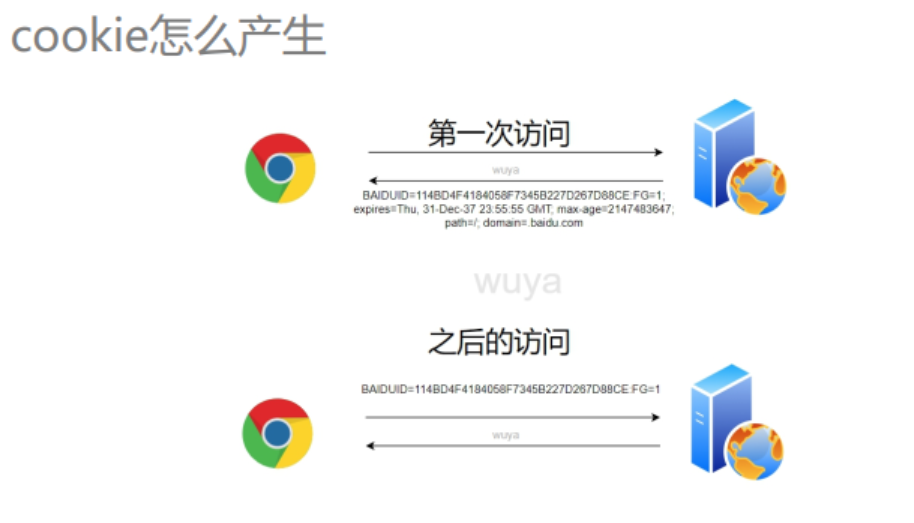 cookie怎么产生
第一次访问
wuya
BAIDUID=114BD4F4184058F7345B227D267D88CE:FG=1;
expires=Thu, 31-Dec-37 23:55:55 GMT; max-age=2147483647;
path=/; domain=.baidu.com
wuya
之后的访问
BAIDUID=114BD4F4184058F7345B227D267D88CE:FG=1
wuya